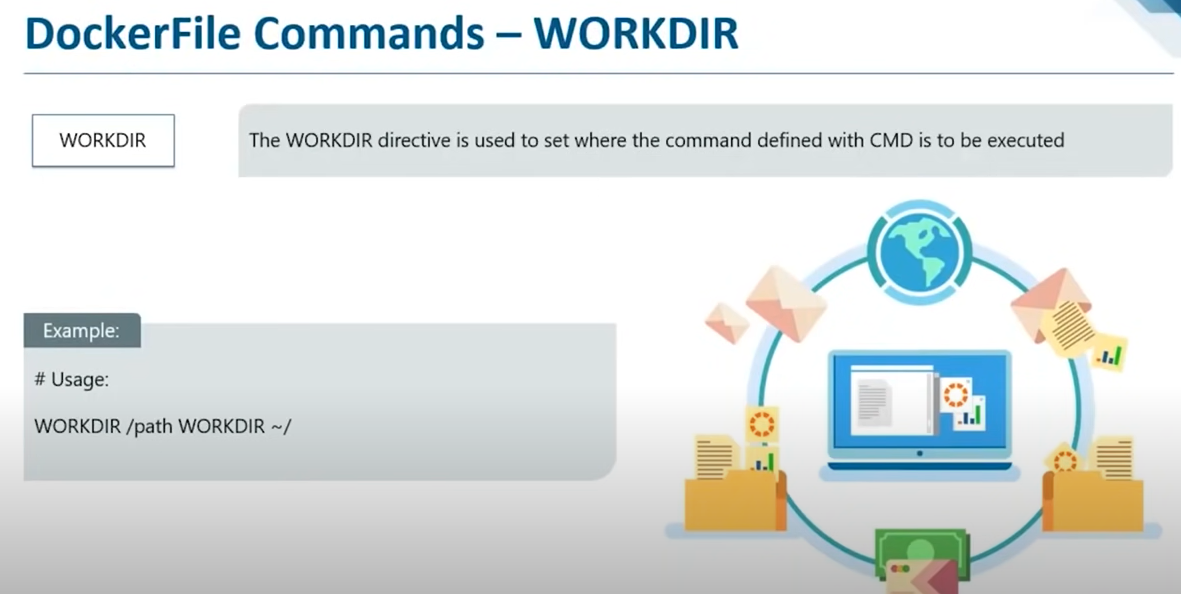 DockerFile Commands – WORKDIR
WORKDIR
The WORKDIR directive is used to set where the command defined with CMD is to be executed
Example:
# Usage:
WORKDIR /path WORKDIR ~/